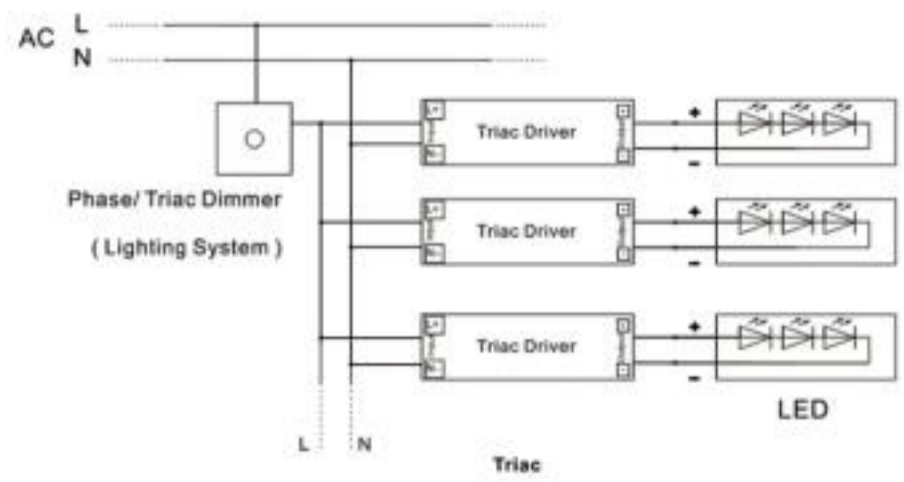 AC L
N
Triac Driver
+
-
Phase/ Triac Dimmer
( Lighting System )
Triac Driver
+
-
Triac Driver
+
-
LED
L N
Triac